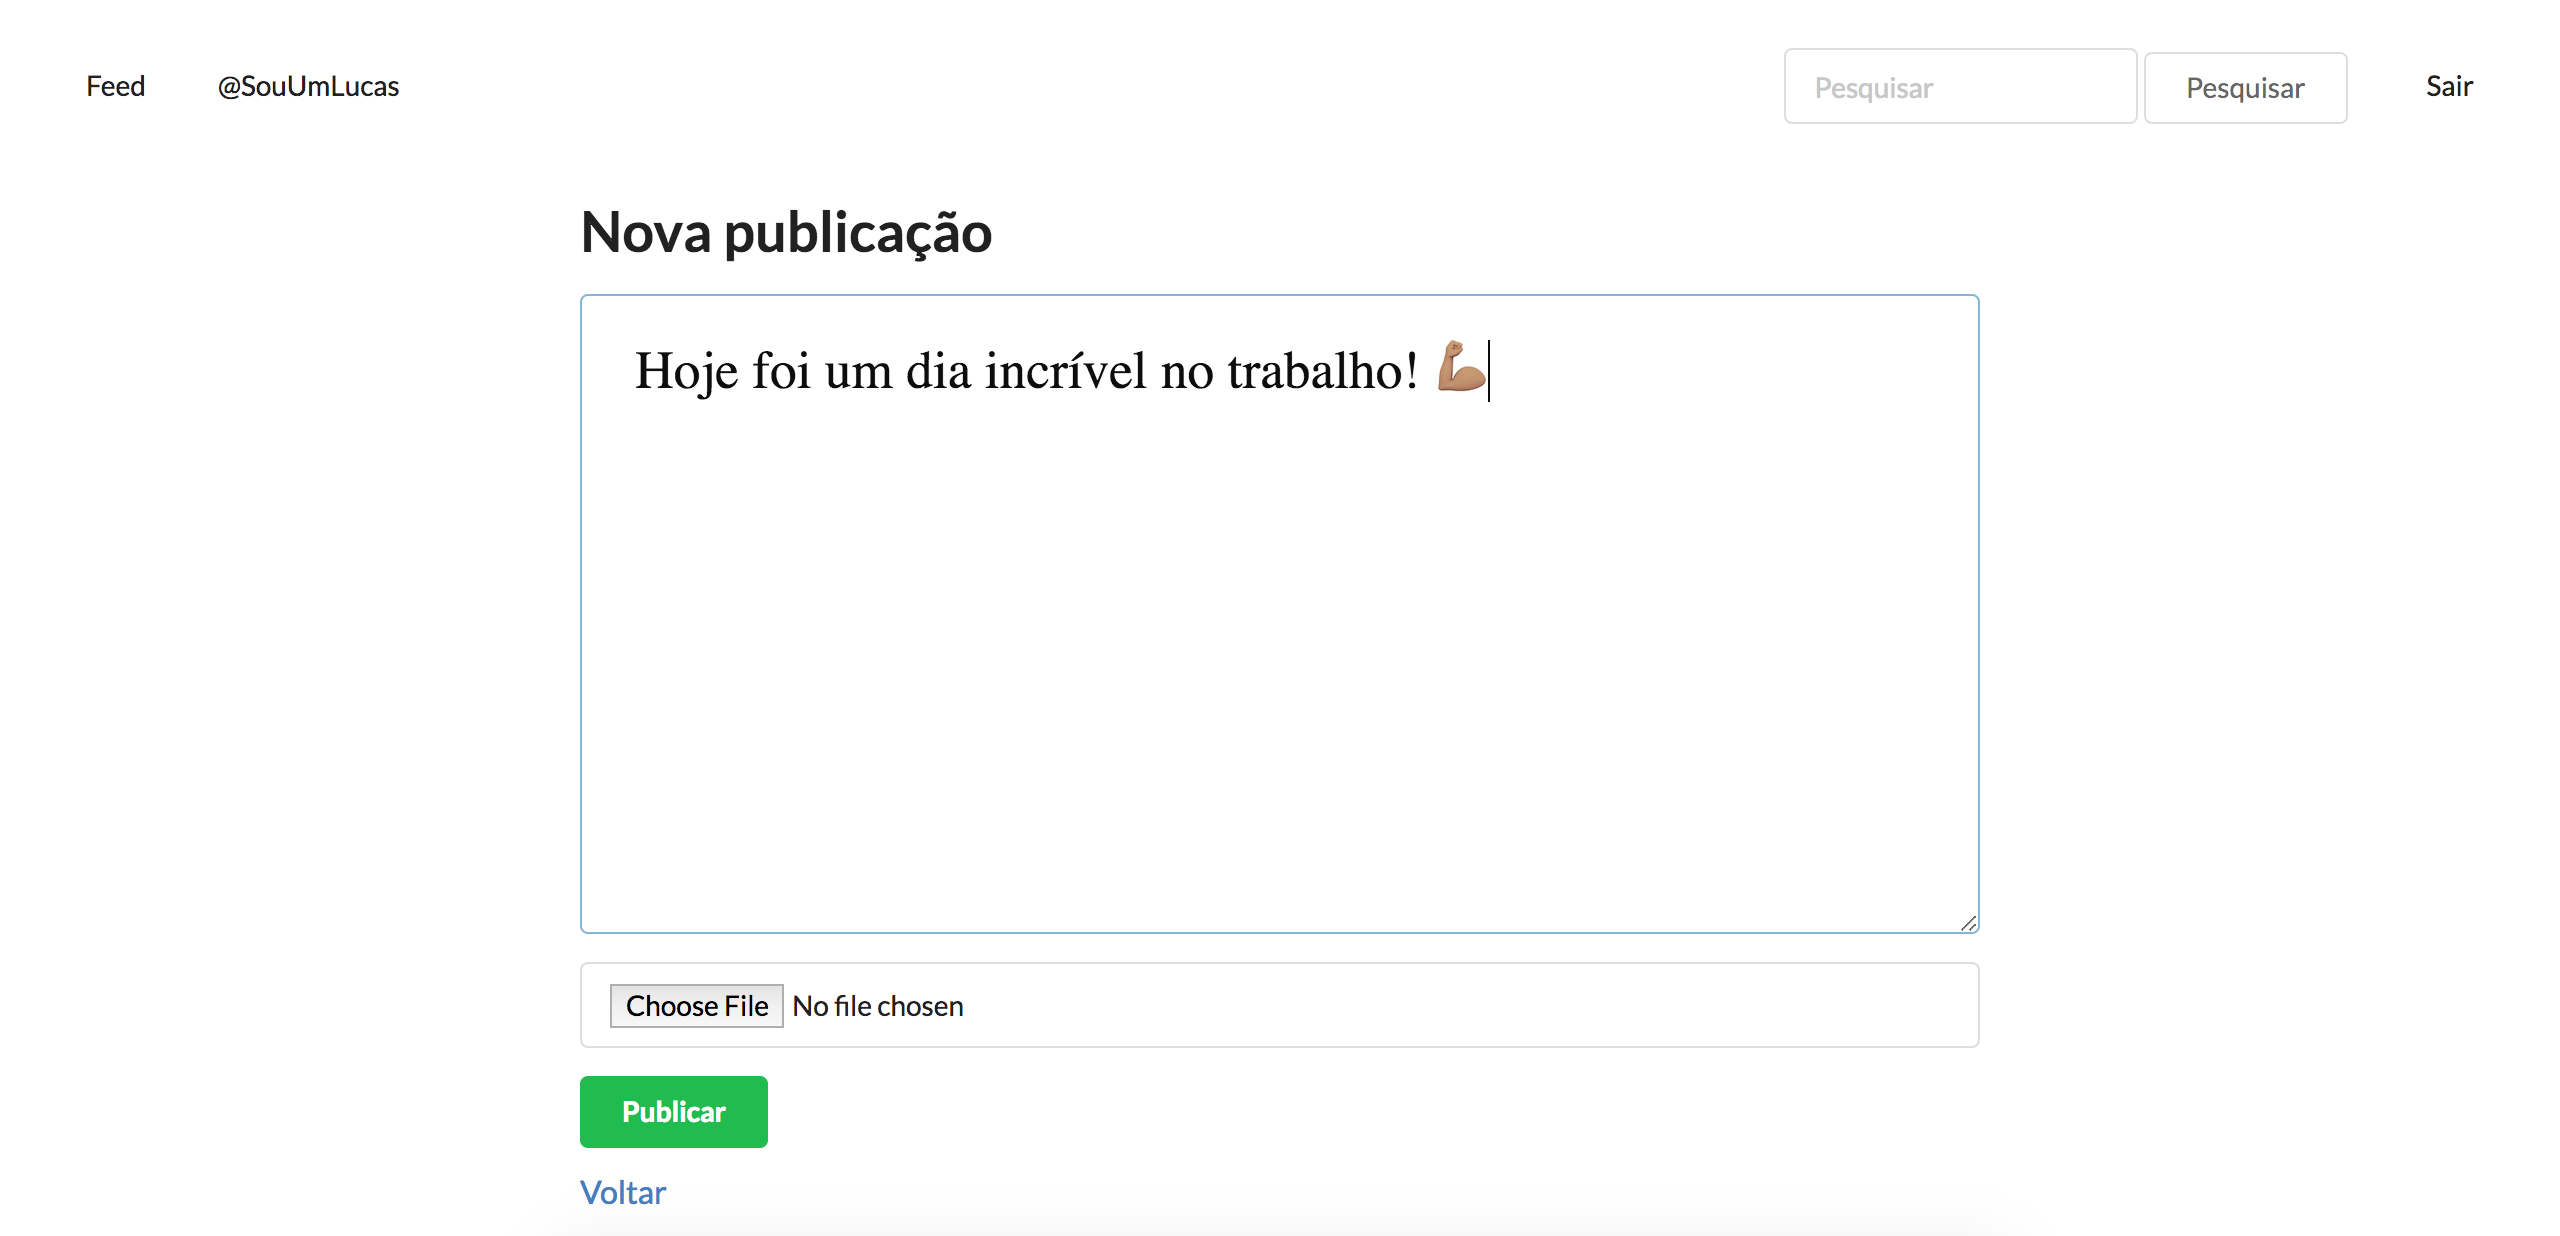 Feed @SouUmLucas Pesquisar Pesquisar Sair
Nova publicação
Hoje foi um dia incrível no trabalho! 💪🏽
Choose File No file chosen
Publicar
Voltar